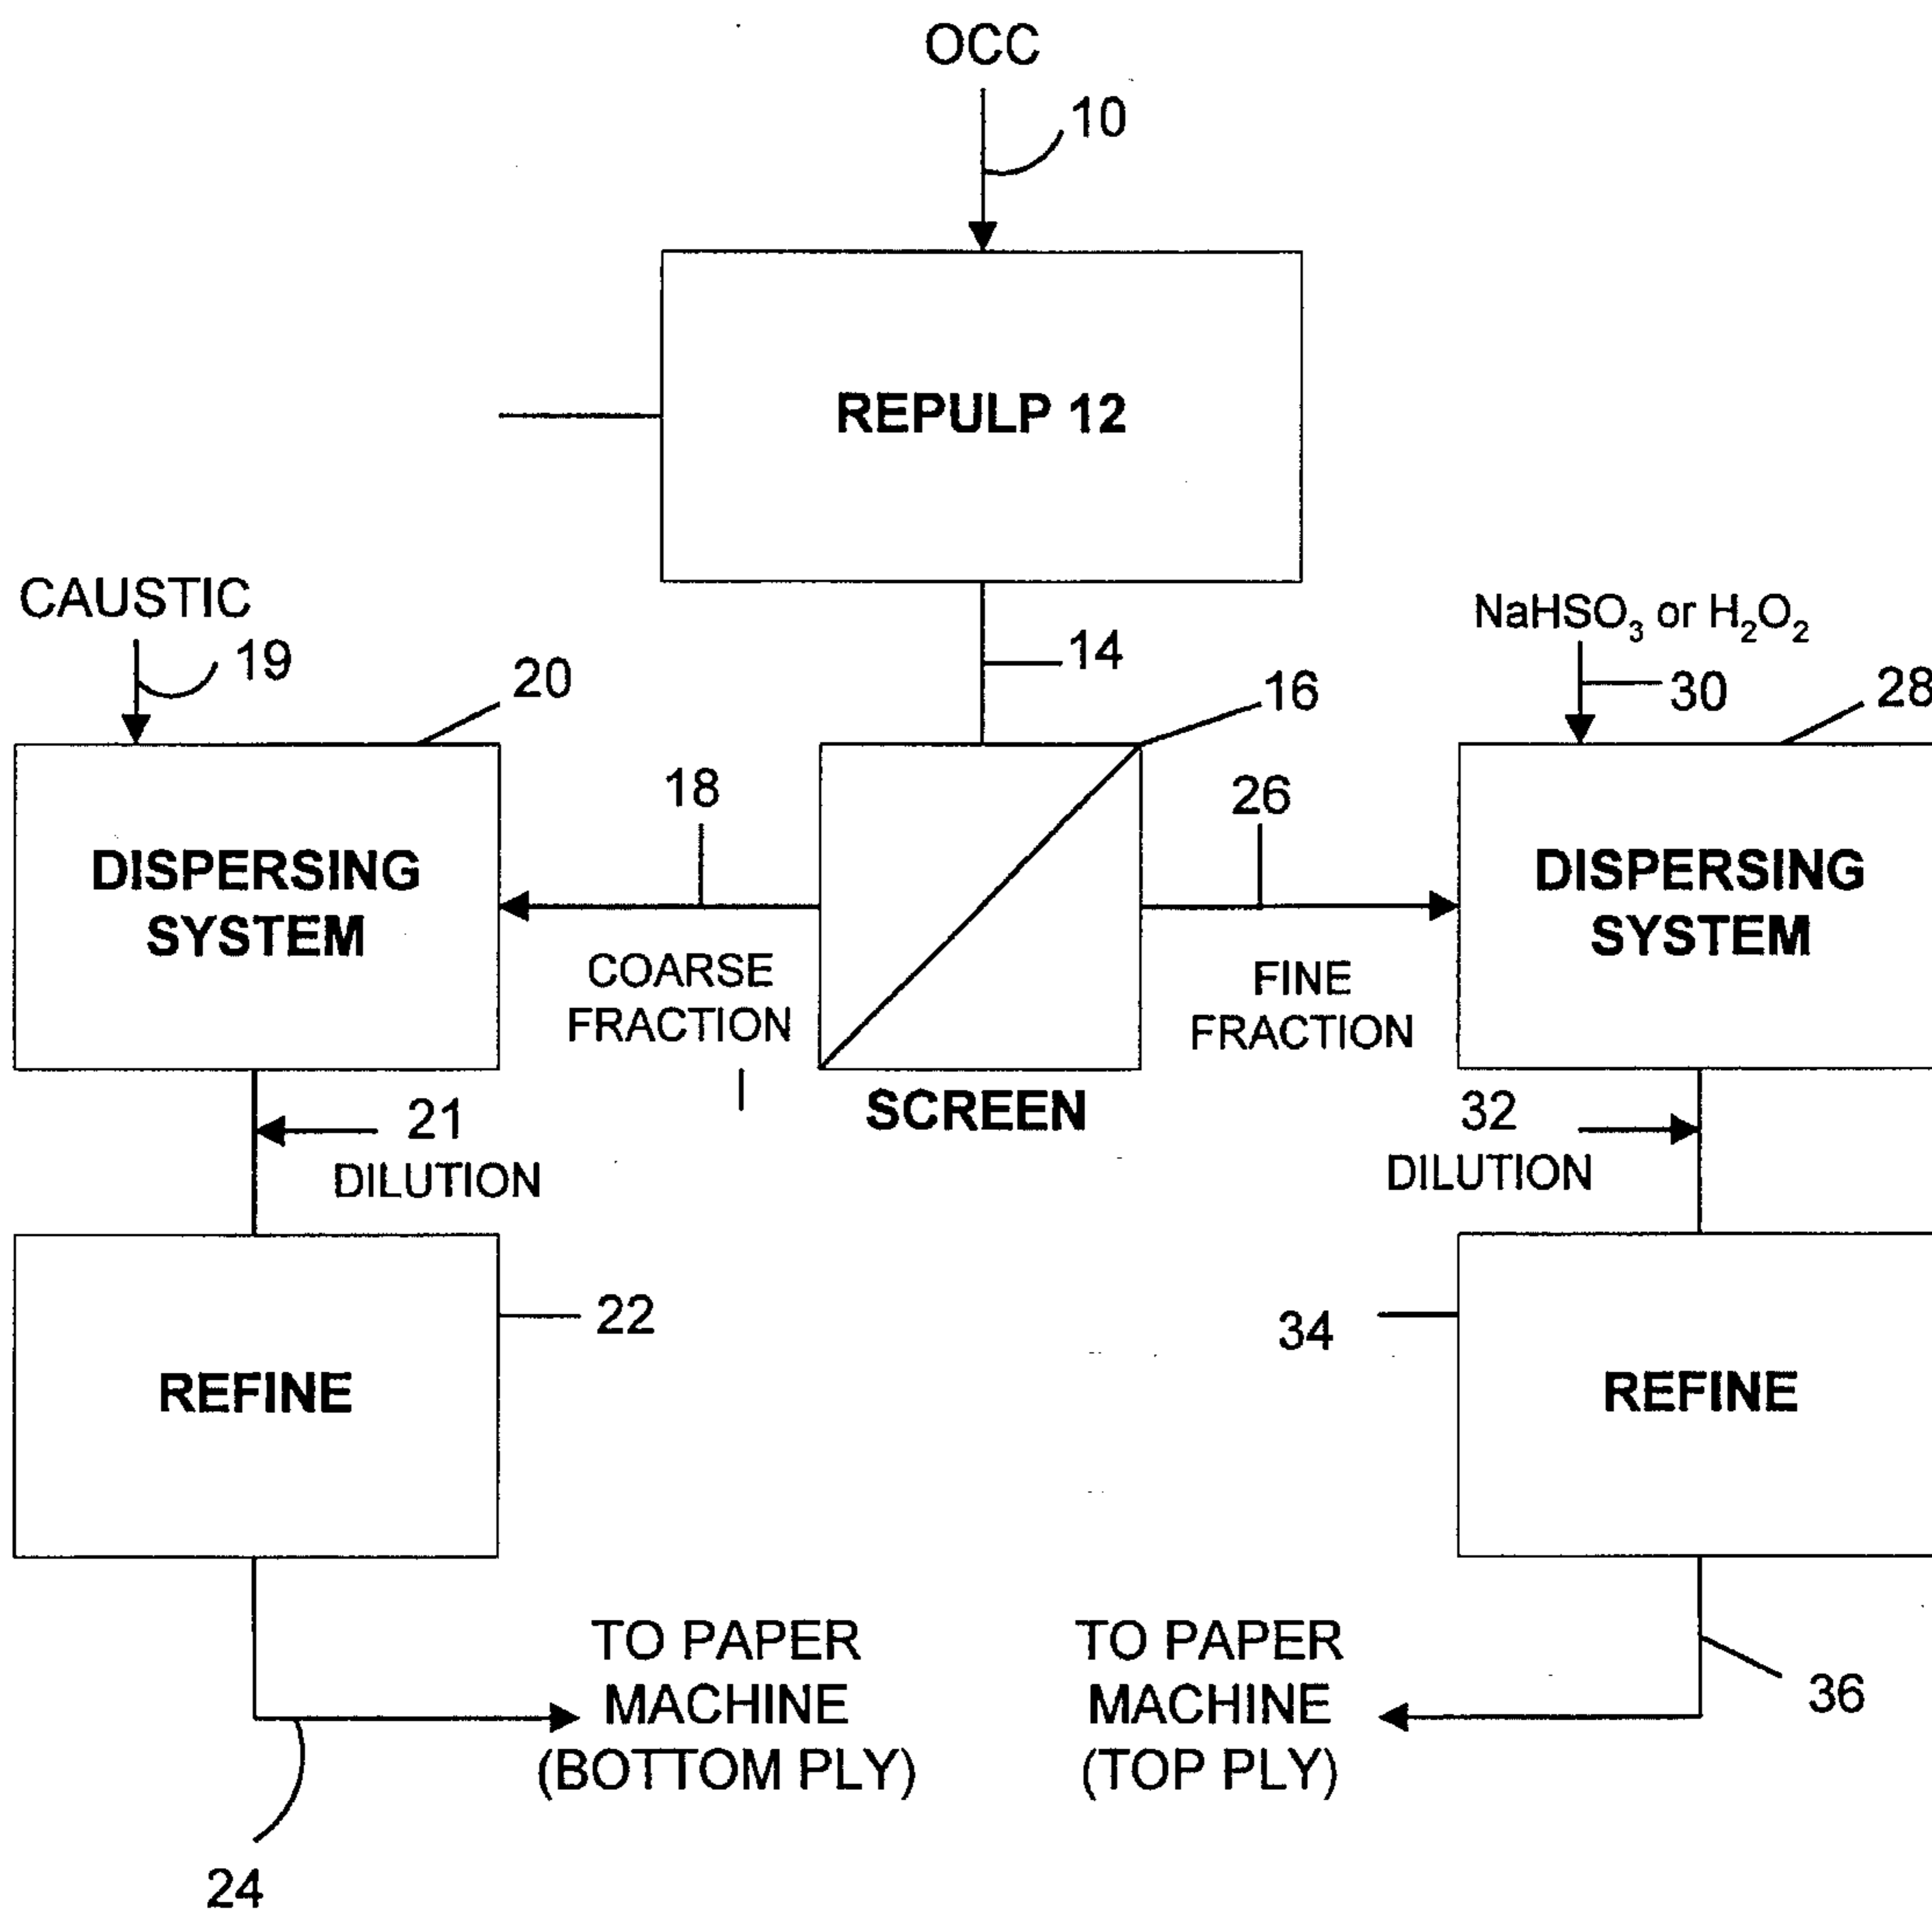 OCC
10
REPULP 12
CAUSTIC
19
20
14
16
NaHSO₃ or H₂O₂
30
28
DISPERSING
SYSTEM
18
COARSE
FRACTION
26
FINE
FRACTION
SCREEN
DISPERSING
SYSTEM
21
DILUTION
32
DILUTION
REFINE
22
34
REFINE
TO PAPER
MACHINE
(BOTTOM PLY)
24
TO PAPER
MACHINE
(TOP PLY)
36